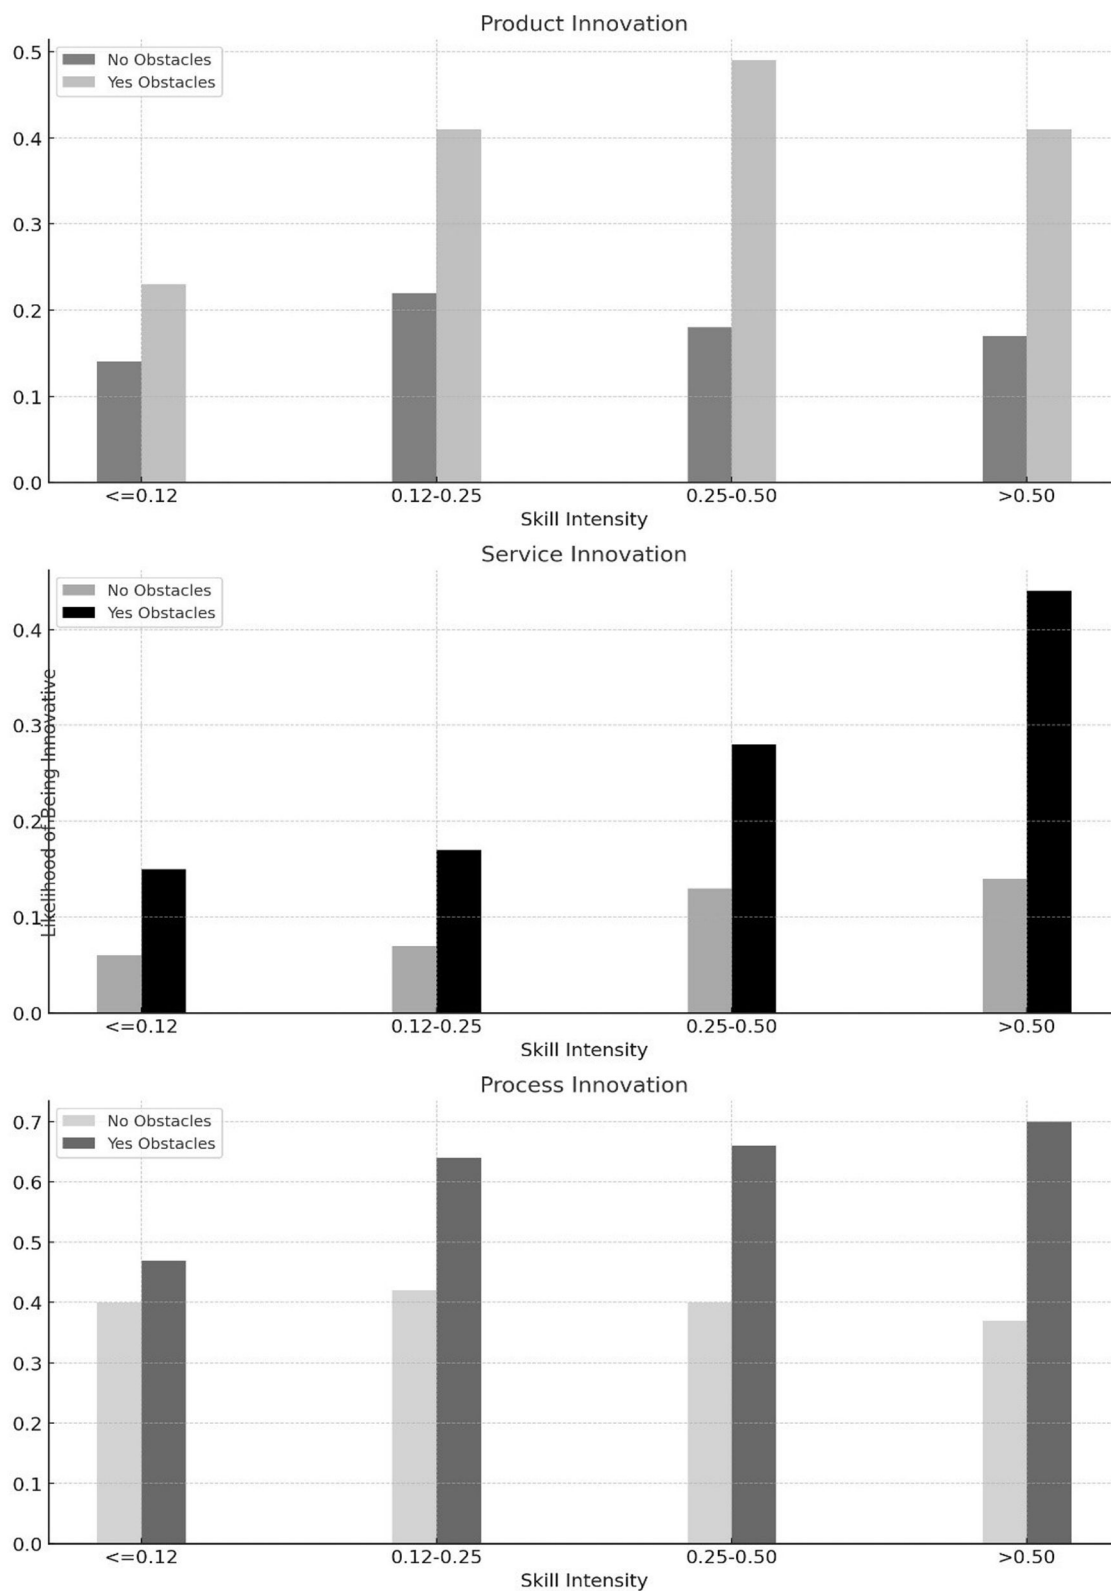 Product Innovation
No Obstacles
Yes Obstacles
0.5
0.4
0.3
0.2
0.1
0.0
<=0.12 0.12-0.25 0.25-0.50 >0.50
Skill Intensity
Service Innovation
No Obstacles
Yes Obstacles
Likelihood of Being Innovative
0.4
0.3
0.2
0.1
0.0
<=0.12 0.12-0.25 0.25-0.50 >0.50
Skill Intensity
Process Innovation
No Obstacles
Yes Obstacles
0.7
0.6
0.5
0.4
0.3
0.2
0.1
0.0
<=0.12 0.12-0.25 0.25-0.50 >0.50
Skill Intensity